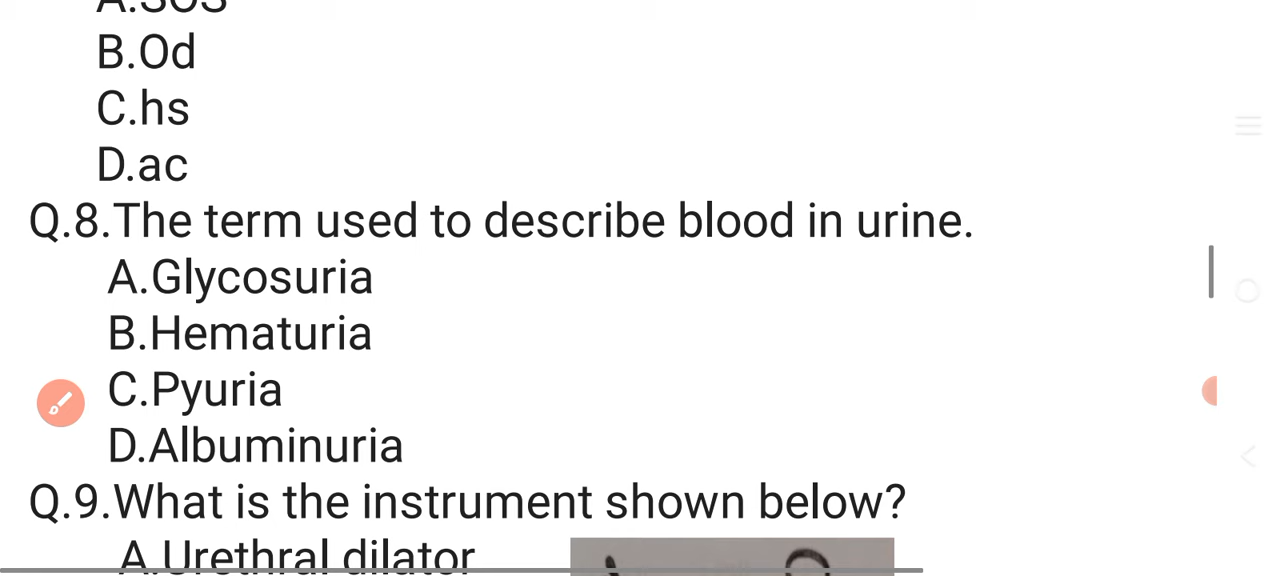 A.SOS
B.Od
C.hs
D.ac
Q.8.The term used to describe blood in urine.
A.Glycosuria
B.Hematuria
C.Pyuria
D.Albuminuria
Q.9.What is the instrument shown below?
A.Urethral dilator